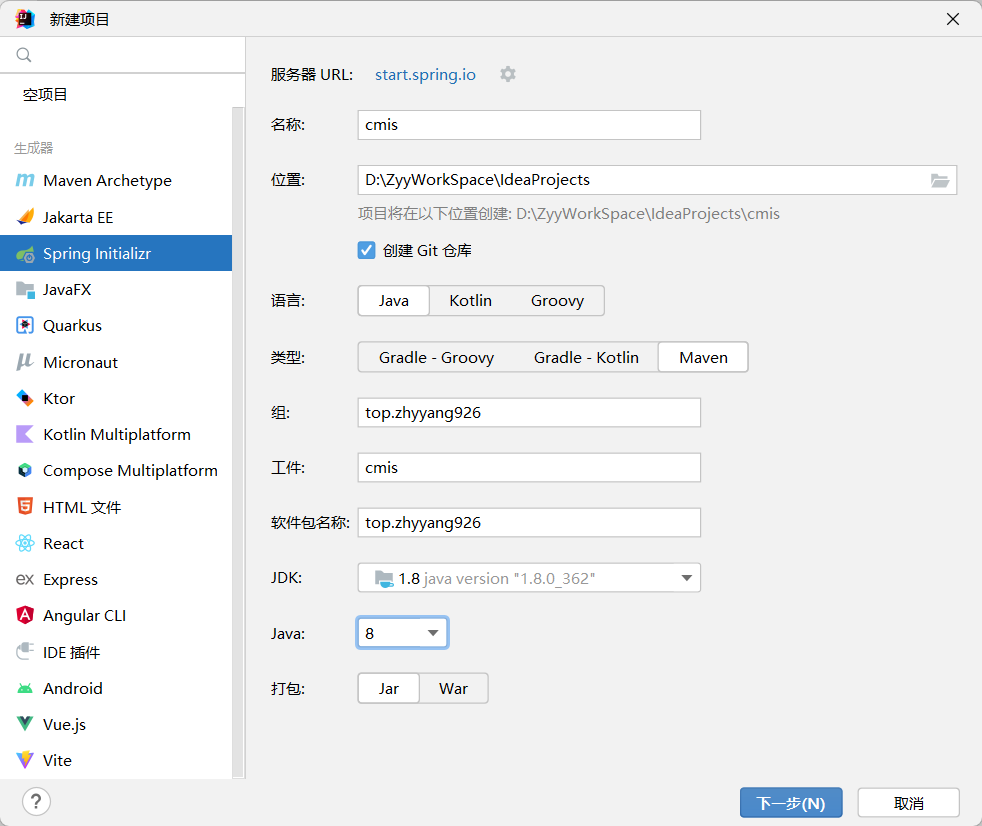 新建项目
空项目
生成器
Maven Archetype
Jakarta EE
Spring Initializr
JavaFX
Quarkus
Micronaut
Ktor
Kotlin Multiplatform
Compose Multiplatform
HTML 文件
React
Express
Angular CLI
IDE 插件
Android
Vue.js
Vite
服务器 URL: start.spring.io
名称: cmis
位置: D:\ZyyWorkSpace\IdeaProjects
项目将在以下位置创建: D:\ZyyWorkSpace\IdeaProjects\cmis
创建 Git 仓库
语言: Java Kotlin Groovy
类型: Gradle - Groovy Gradle - Kotlin Maven
组: top.zhyyang926
工件: cmis
软件包名称: top.zhyyang926
JDK: 1.8 java version "1.8.0_362"
Java: 8
打包: Jar War
? 下一步(N) 取消